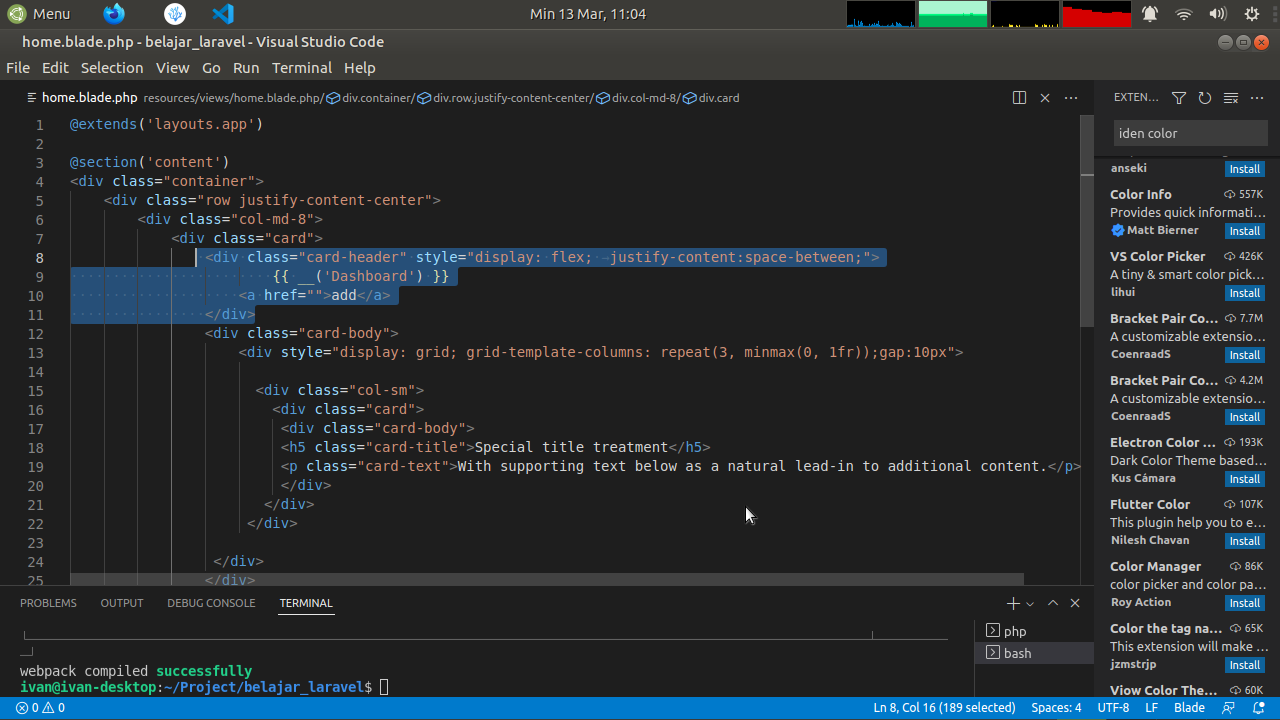 Menu
Min 13 Mar, 11:04
home.blade.php - belajar_laravel - Visual Studio Code
File Edit Selection View Go Run Terminal Help
home.blade.php resources/views/home.blade.php/div.container/div.row.justify-content-center/div.col-md-8/div.card
1 @extends('layouts.app')
2
3 @section('content')
4 <div class="container">
5 <div class="row justify-content-center">
6 <div class="col-md-8">
7 <div class="card">
8 <div class="card-header" style="display: flex; justify-content:space-between;">
9 {{ __('Dashboard') }}
10 <a href="">add</a>
11 </div>
12 <div class="card-body">
13 <div style="display: grid; grid-template-columns: repeat(3, minmax(0, 1fr));gap:10px">
14
15 <div class="col-sm">
16 <div class="card">
17 <div class="card-body">
18 <h5 class="card-title">Special title treatment</h5>
19 <p class="card-text">With supporting text below as a natural lead-in to additional content.</p>
20 </div>
21 </div>
22 </div>
23
24 </div>
25 </div>
EXTEN...
iden color
anseki Install
Color Info 557K
Provides quick informati...
Matt Bierner Install
VS Color Picker 426K
A tiny & smart color pick...
lihui Install
Bracket Pair Co... 7.7M
A customizable extensio...
CoenraadS Install
Bracket Pair Co... 4.2M
A customizable extensio...
CoenraadS Install
Electron Color ... 193K
Dark Color Theme based...
Kus Cámara Install
Flutter Color 107K
This plugin help you to e...
Nilesh Chavan Install
Color Manager 86K
color picker and color pa...
Roy Action Install
Color the tag na... 65K
This extension will make ...
jzmstrjp Install
Viow Color The... 60K
PROBLEMS OUTPUT DEBUG CONSOLE TERMINAL
php
bash
webpack compiled successfully
ivan@ivan-desktop:~/Project/belajar_laravel$
0 0 Ln 8, Col 16 (189 selected) Spaces: 4 UTF-8 LF Blade